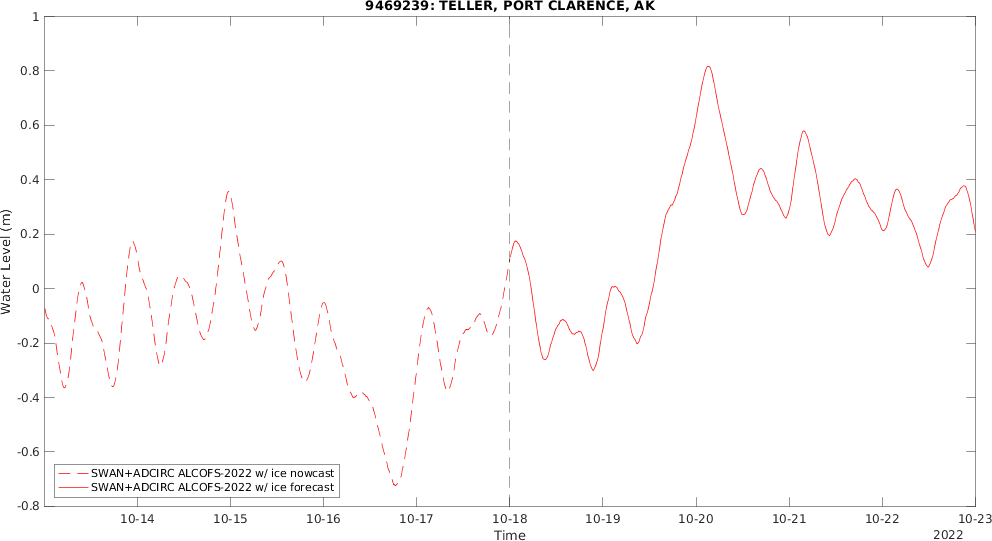 9469239: TELLER, PORT CLARENCE, AK
1
0.8
0.6
0.4
0.2
0
-0.2
-0.4
-0.6
-0.8
Water Level (m)
SWAN+ADCIRC ALCOFS-2022 w/ ice nowcast
SWAN+ADCIRC ALCOFS-2022 w/ ice forecast
10-14 10-15 10-16 10-17 10-18 10-19 10-20 10-21 10-22 10-23
Time
2022